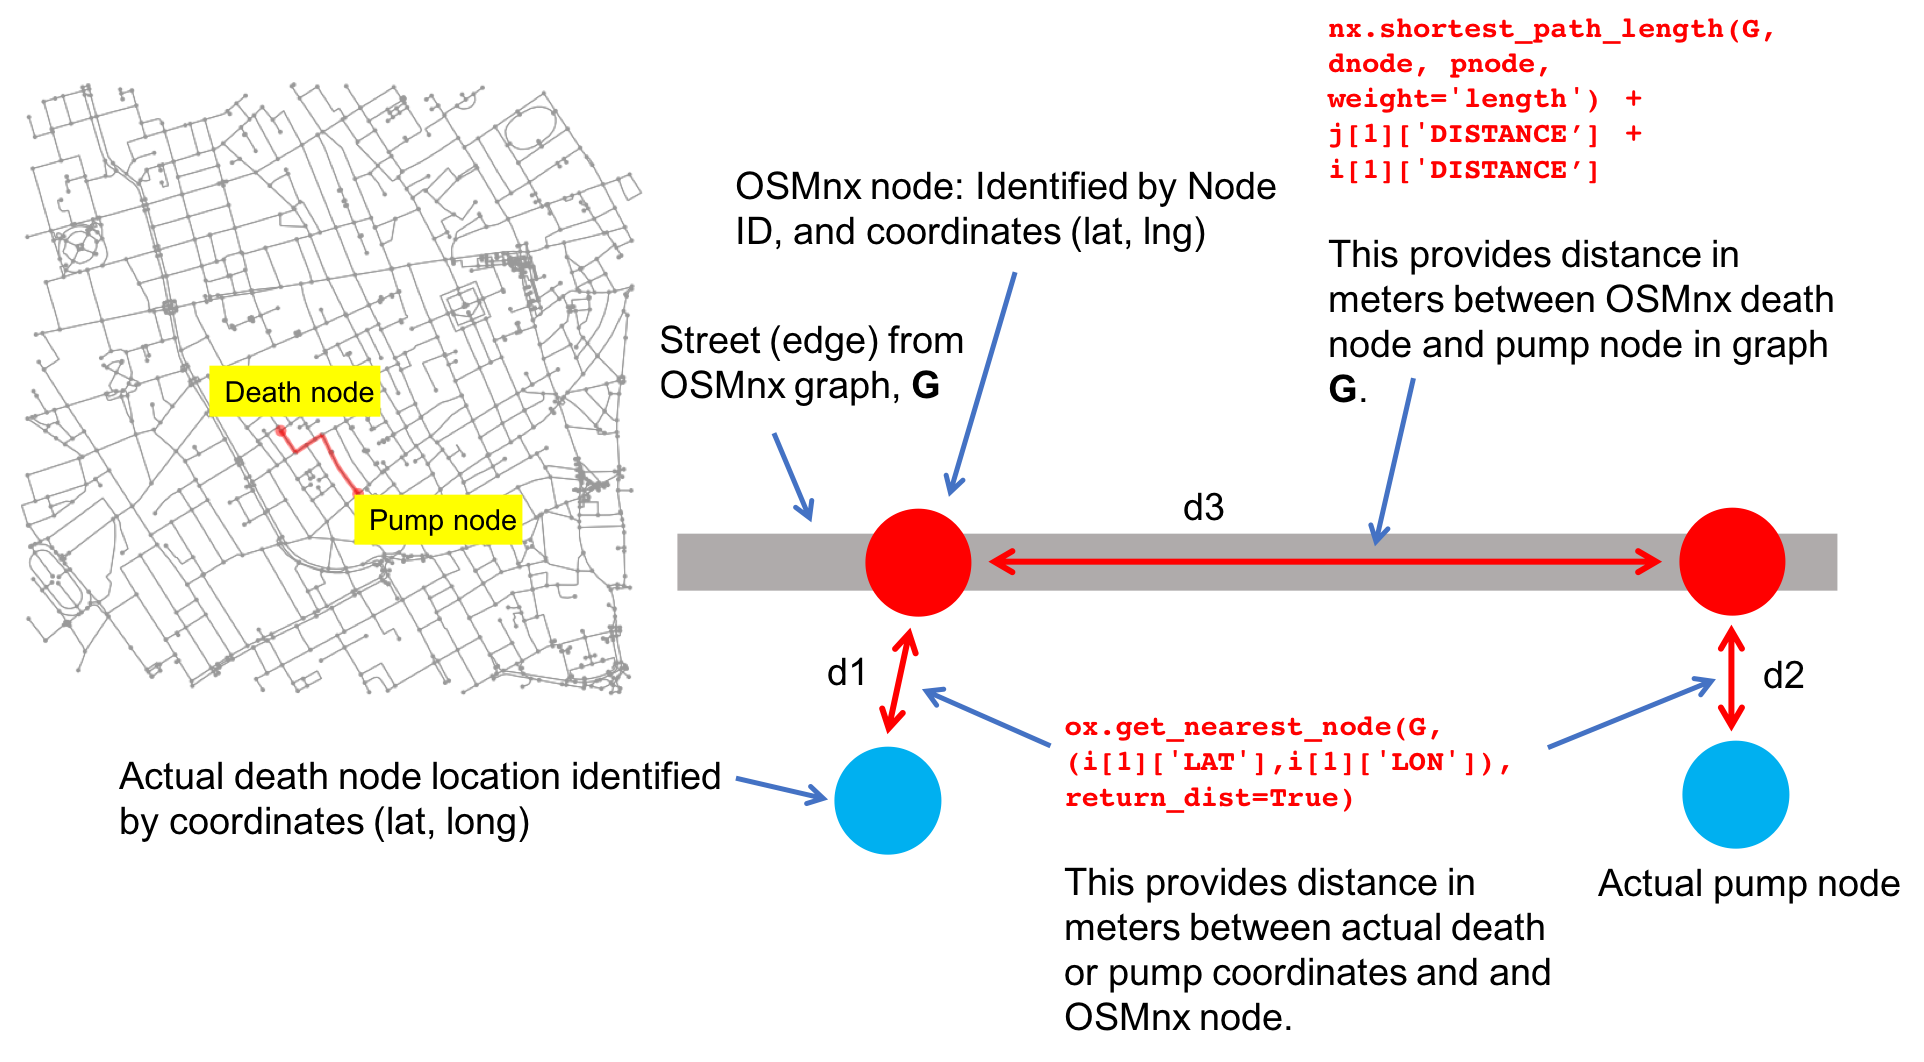 nx.shortest_path_length(G,
dnode, pnode,
weight='length') +
j[1]['DISTANCE’] +
i[1]['DISTANCE’]
OSMnx node: Identified by Node
ID, and coordinates (lat, lng)
This provides distance in
meters between OSMnx death
node and pump node in graph
G.
Street (edge) from
OSMnx graph, G
Death node
Pump node
d3
d1
d2
ox.get_nearest_node(G,
(i[1]['LAT'],i[1]['LON']),
return_dist=True)
Actual death node location identified
by coordinates (lat, long)
This provides distance in
meters between actual death
or pump coordinates and and
OSMnx node.
Actual pump node